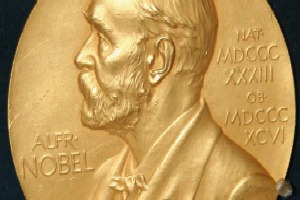 ALFR·
NOBEL
NAT·
MDCCC
XXXIII
OB·
MDCCC
XCVI